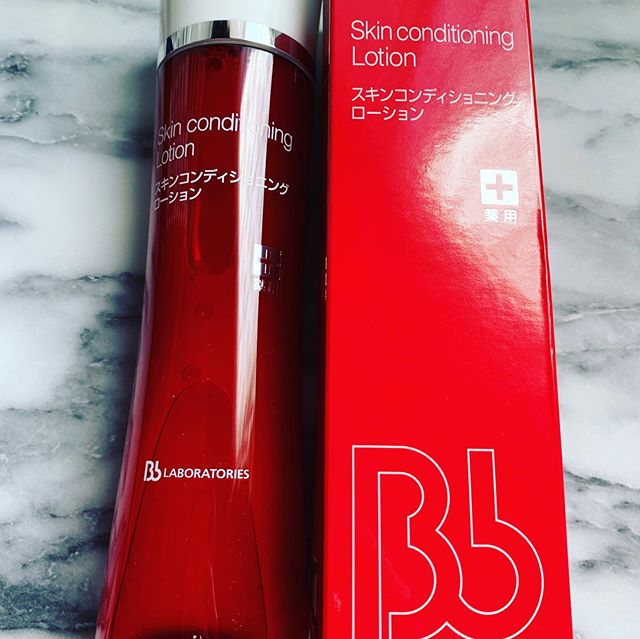 Skin conditioning
Lotion
スキンコンディショニング
ローション
薬用
Bb LABORATORIES
Skin conditioning
Lotion
スキンコンディショニング
ローション
薬用
Bb